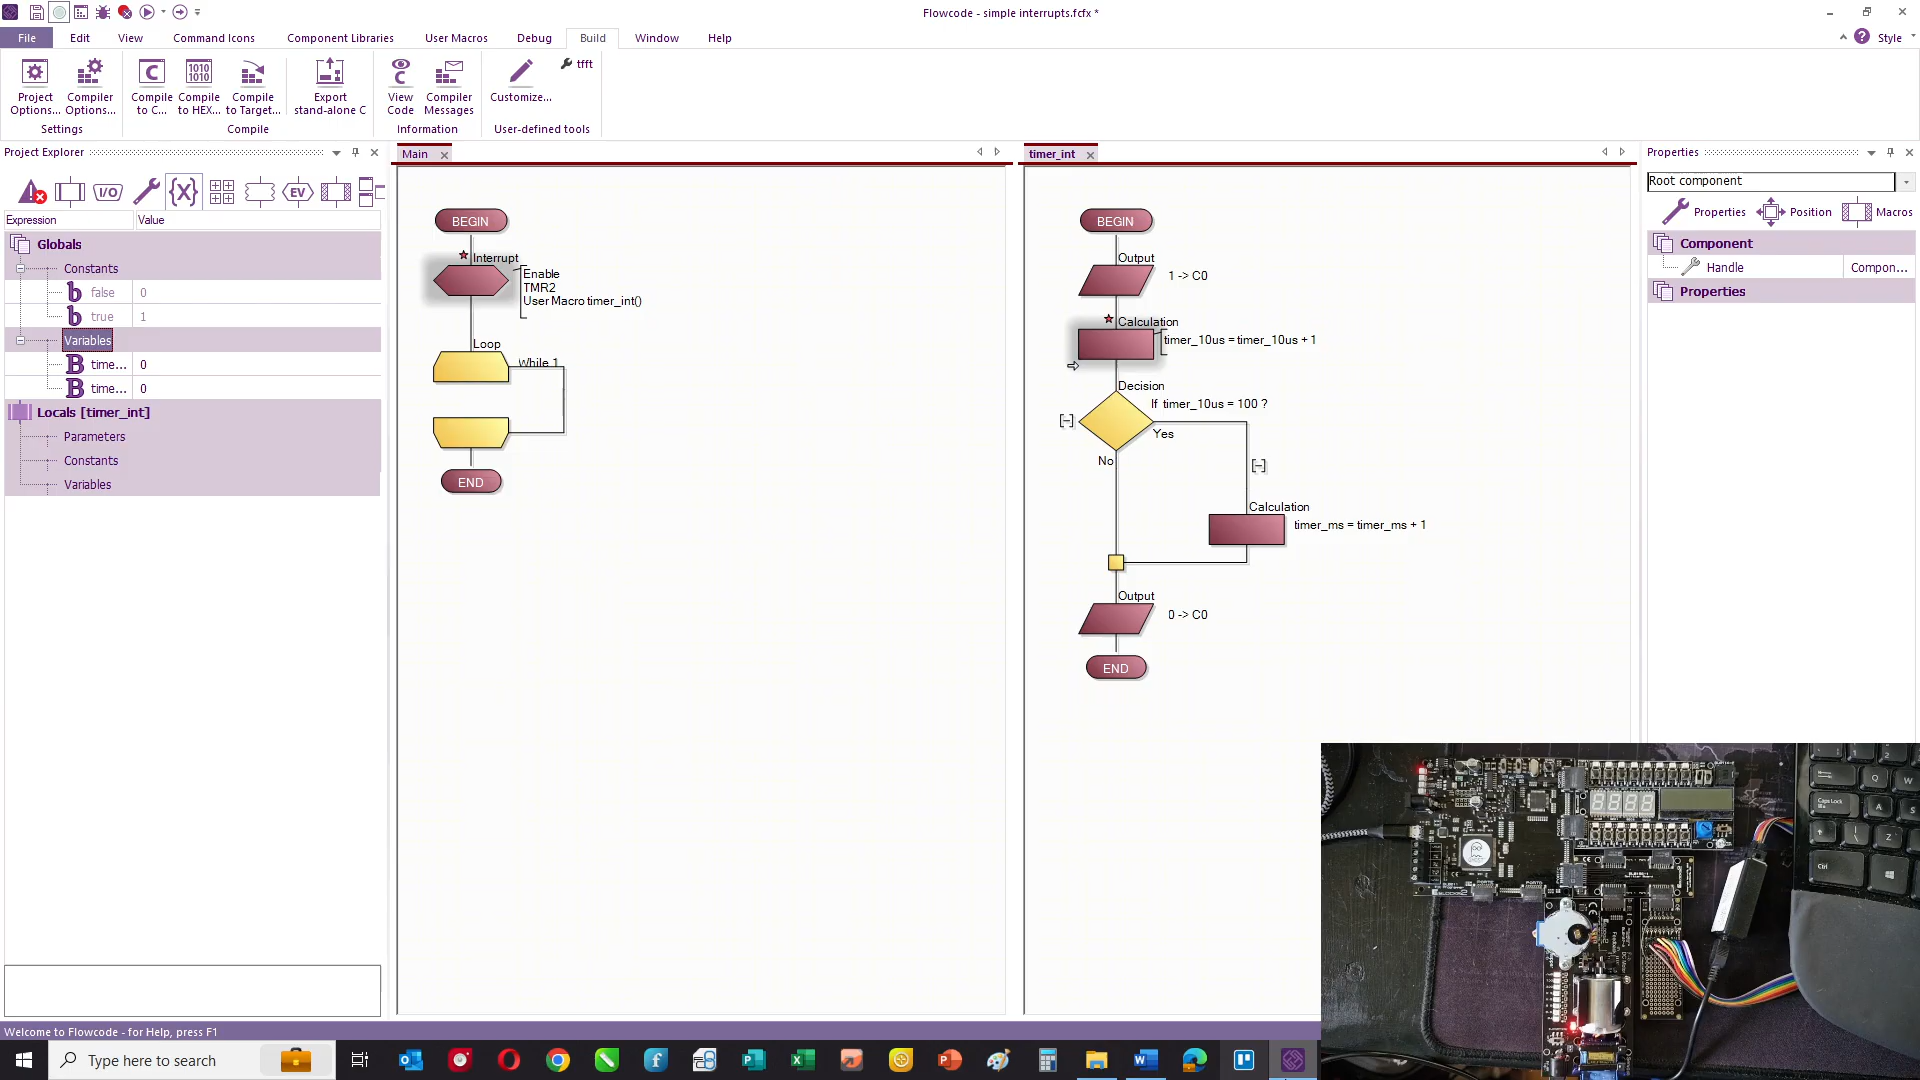 Flowcode - simple interrupts.fcfx *
File Edit View Command Icons Component Libraries User Macros Debug Build Window Help
Style
Project Options...
Compiler Options...
Compile to C...
Compile to HEX...
Compile to Target...
Export stand-alone C
View Code
Compiler Messages
Customize...
tfft
Settings
Compile
Information
User-defined tools
Project Explorer
I/O
{X}
EV
Expression Value
Globals
Constants
false 0
true 1
Variables
time... 0
time... 0
Locals [timer_int]
Parameters
Constants
Variables
Main
BEGIN
Interrupt
Enable
TMR2
User Macro timer_int()
Loop
While 1
END
timer_int
BEGIN
Output
1 -> C0
Calculation
timer_10us = timer_10us + 1
Decision
If timer_10us = 100 ?
Yes
No
Calculation
timer_ms = timer_ms + 1
Output
0 -> C0
END
Properties
Root component
Properties Position Macros
Component
Handle Compon...
Properties
Welcome to Flowcode - for Help, press F1
Type here to search
Caps Lock
Ctrl
Q
A
S
Z